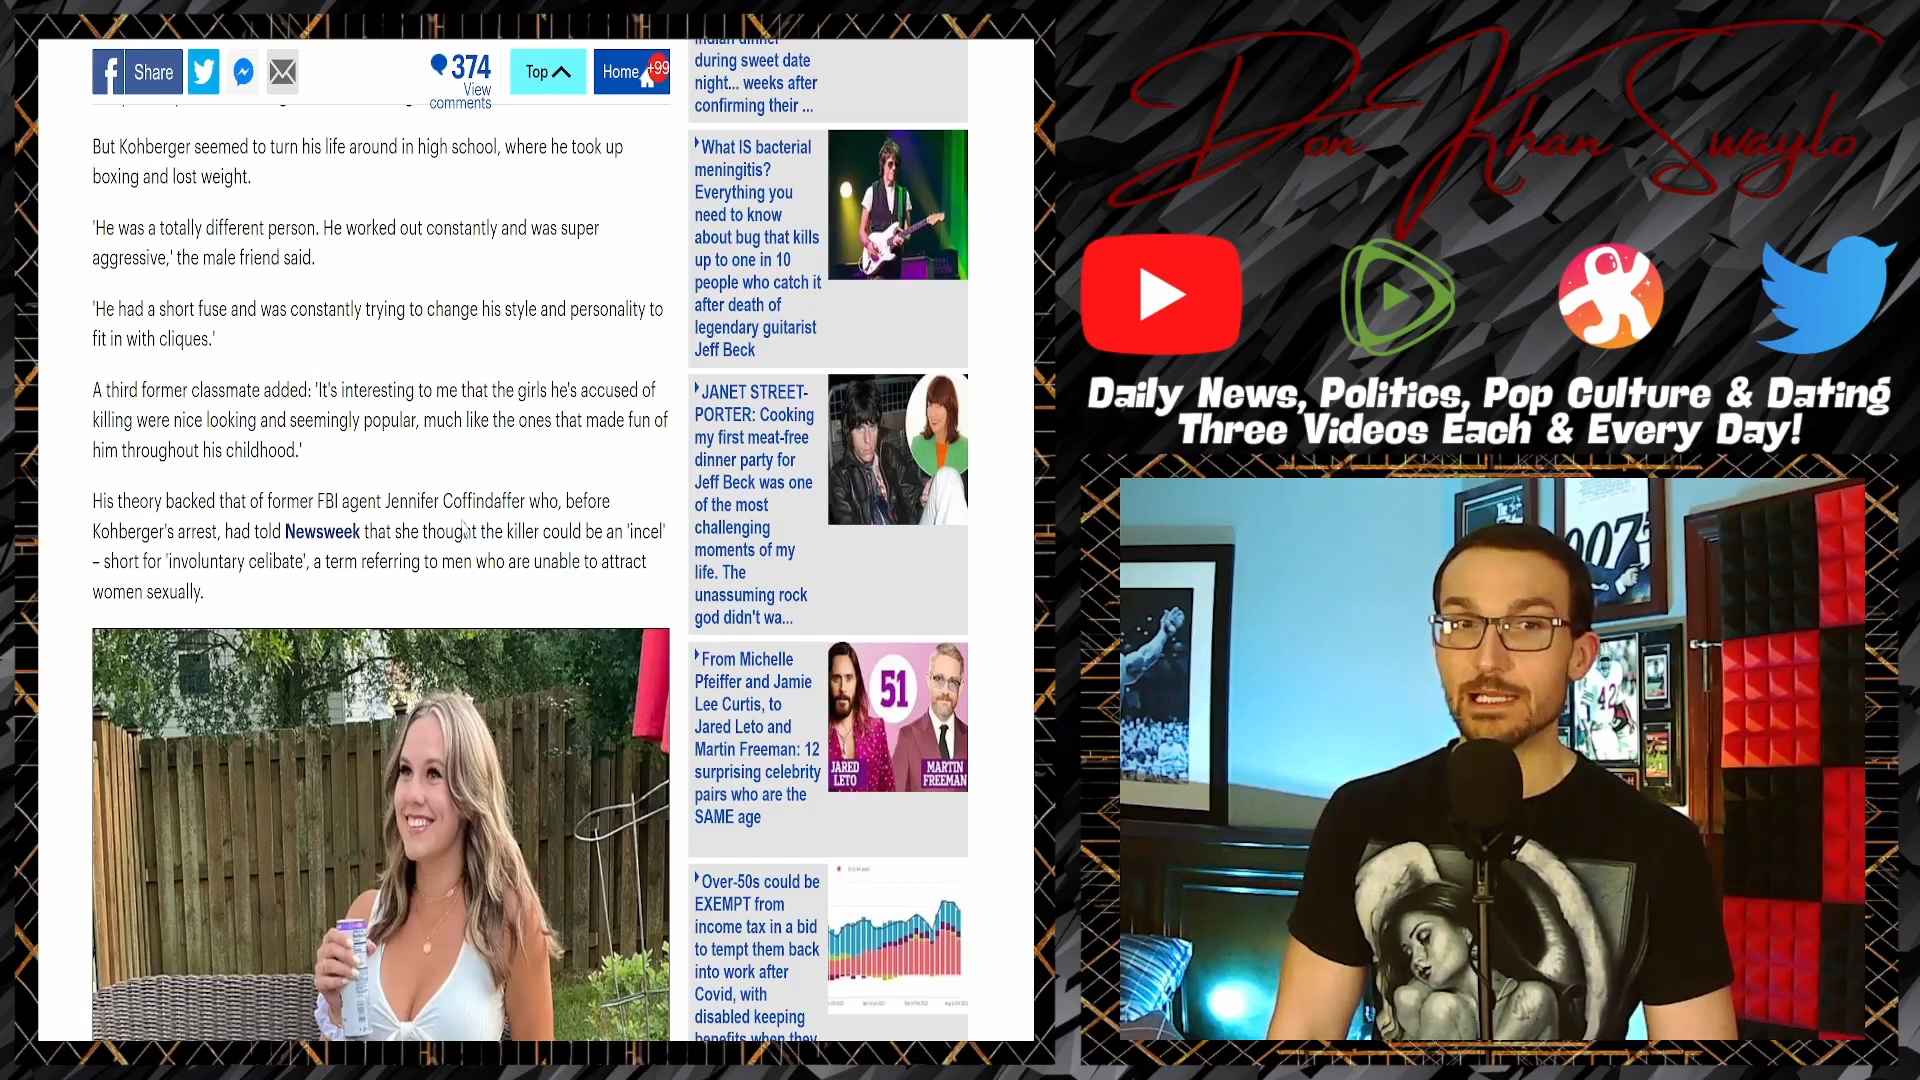 Share
374
View
comments
Top
Home
+99
But Kohberger seemed to turn his life around in high school, where he took up
boxing and lost weight.
'He was a totally different person. He worked out constantly and was super
aggressive,' the male friend said.
'He had a short fuse and was constantly trying to change his style and personality to
fit in with cliques.'
A third former classmate added: 'It's interesting to me that the girls he's accused of
killing were nice looking and seemingly popular, much like the ones that made fun of
him throughout his childhood.'
His theory backed that of former FBI agent Jennifer Coffindaffer who, before
Kohberger's arrest, had told Newsweek that she thought the killer could be an 'incel'
– short for 'involuntary celibate', a term referring to men who are unable to attract
women sexually.
Indian dinner
during sweet date
night... weeks after
confirming their ...
What IS bacterial
meningitis?
Everything you
need to know
about bug that kills
up to one in 10
people who catch it
after death of
legendary guitarist
Jeff Beck
JANET STREET-
PORTER: Cooking
my first meat-free
dinner party for
Jeff Beck was one
of the most
challenging
moments of my
life. The
unassuming rock
god didn't wa...
From Michelle
Pfeiffer and Jamie
Lee Curtis, to
Jared Leto and
Martin Freeman: 12
surprising celebrity
pairs who are the
SAME age
51
JARED
LETO
MARTIN
FREEMAN
Over-50s could be
EXEMPT from
income tax in a bid
to tempt them back
into work after
Covid, with
disabled keeping
benefits when they
Don Khan Swaylo
Daily News, Politics, Pop Culture & Dating
Three Videos Each & Every Day!
007
42